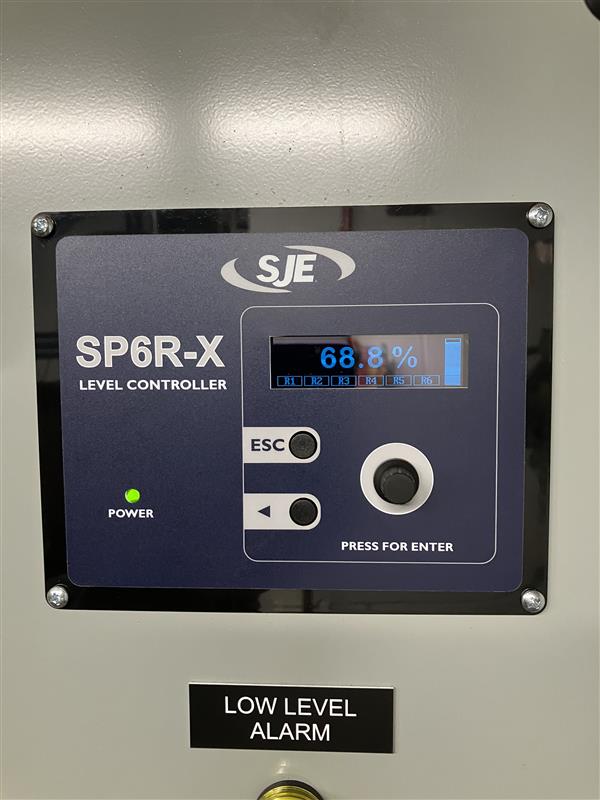 SJE
SP6R-X
LEVEL CONTROLLER
68.8%
R1 R2 R3 R4 R5 R6
ESC
POWER
PRESS FOR ENTER
LOW LEVEL
ALARM